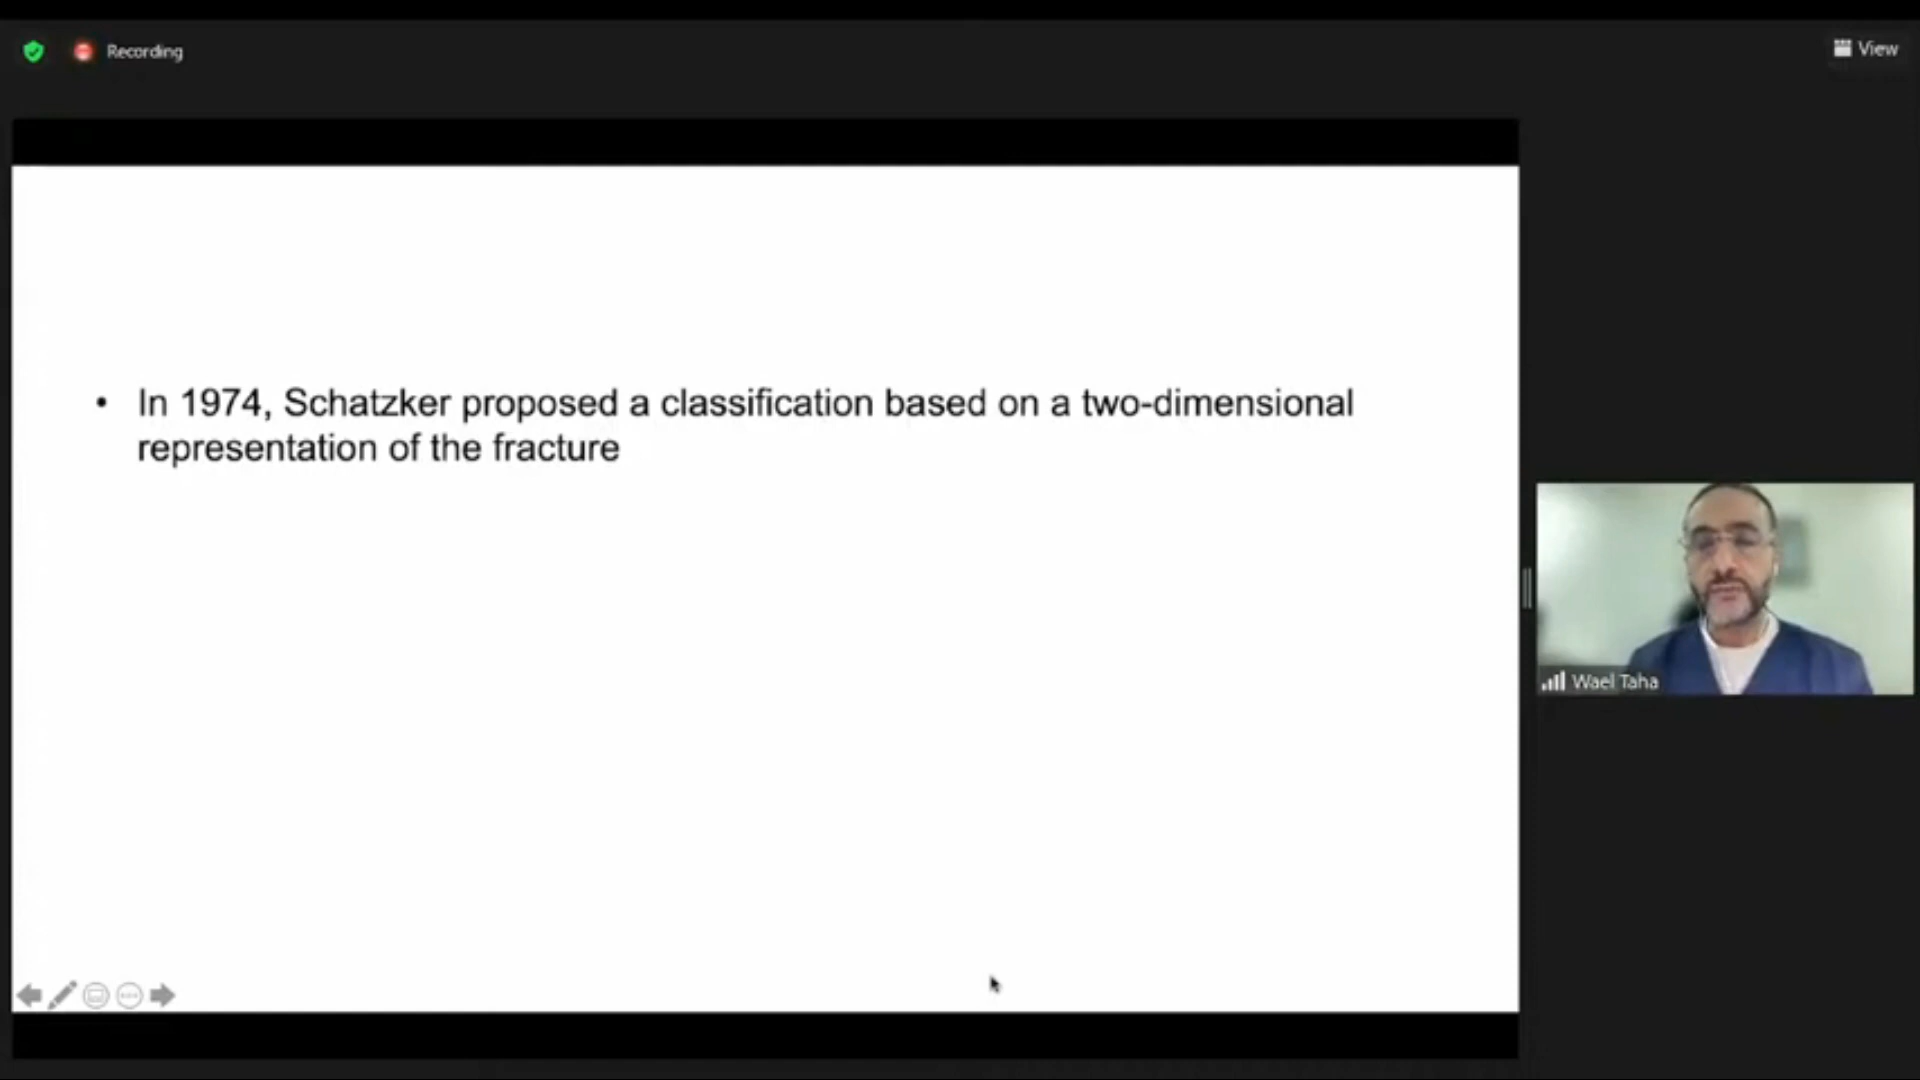 Recording
View
• In 1974, Schatzker proposed a classification based on a two-dimensional
representation of the fracture
Wael Taha